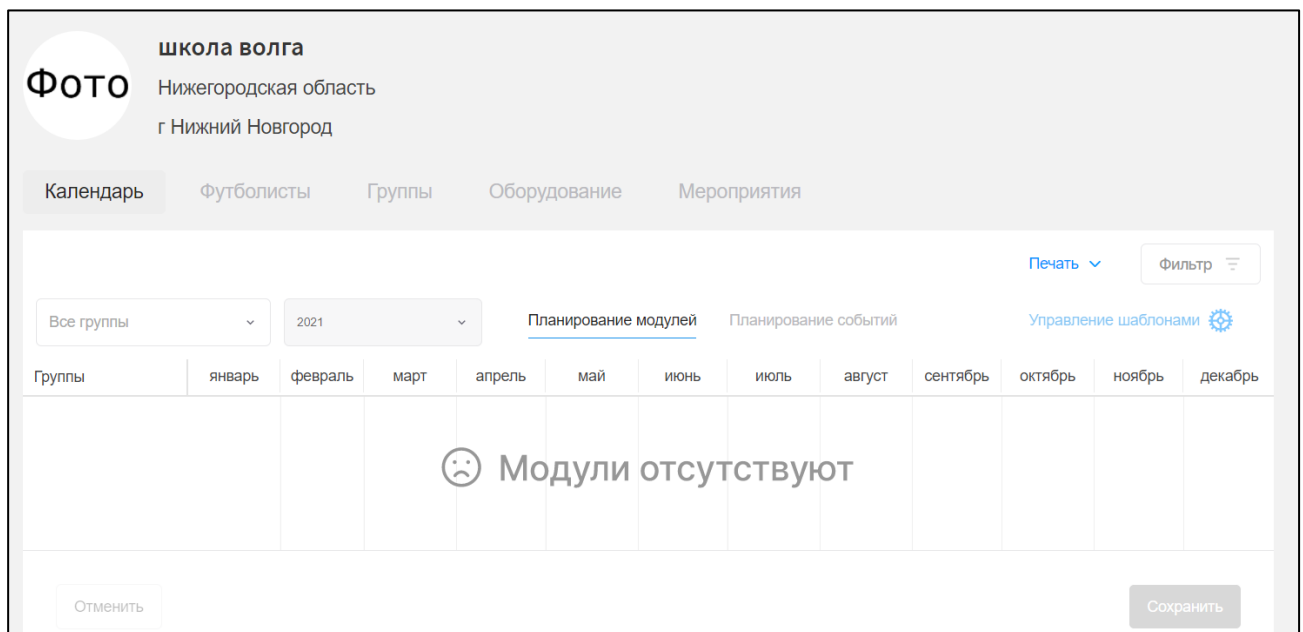 школа волга
Фото
Нижегородская область
г Нижний Новгород
Календарь Футболисты Группы Оборудование Мероприятия
Печать Фильтр
Все группы 2021 Планирование модулей Планирование событий Управление шаблонами
Группы январь февраль март апрель май июнь июль август сентябрь октябрь ноябрь декабрь
Модули отсутствуют
Отменить Сохранить